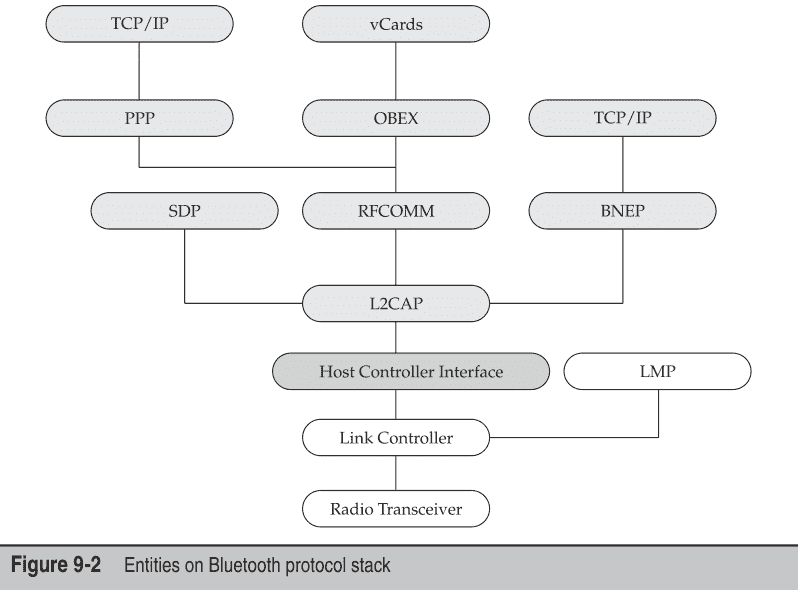 TCP/IP
vCards
PPP
OBEX
TCP/IP
SDP
RFCOMM
BNEP
L2CAP
Host Controller Interface
LMP
Link Controller
Radio Transceiver
Figure 9-2 Entities on Bluetooth protocol stack